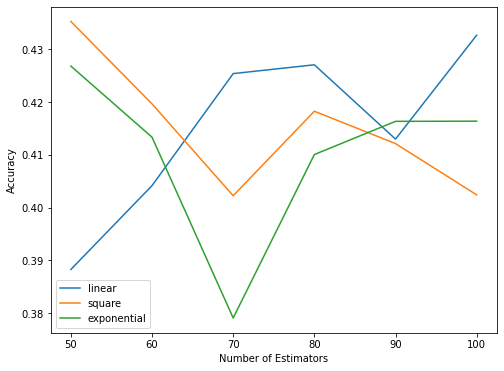 0.43
0.42
0.41
0.40
0.39
0.38
Accuracy
linear
square
exponential
50 60 70 80 90 100
Number of Estimators